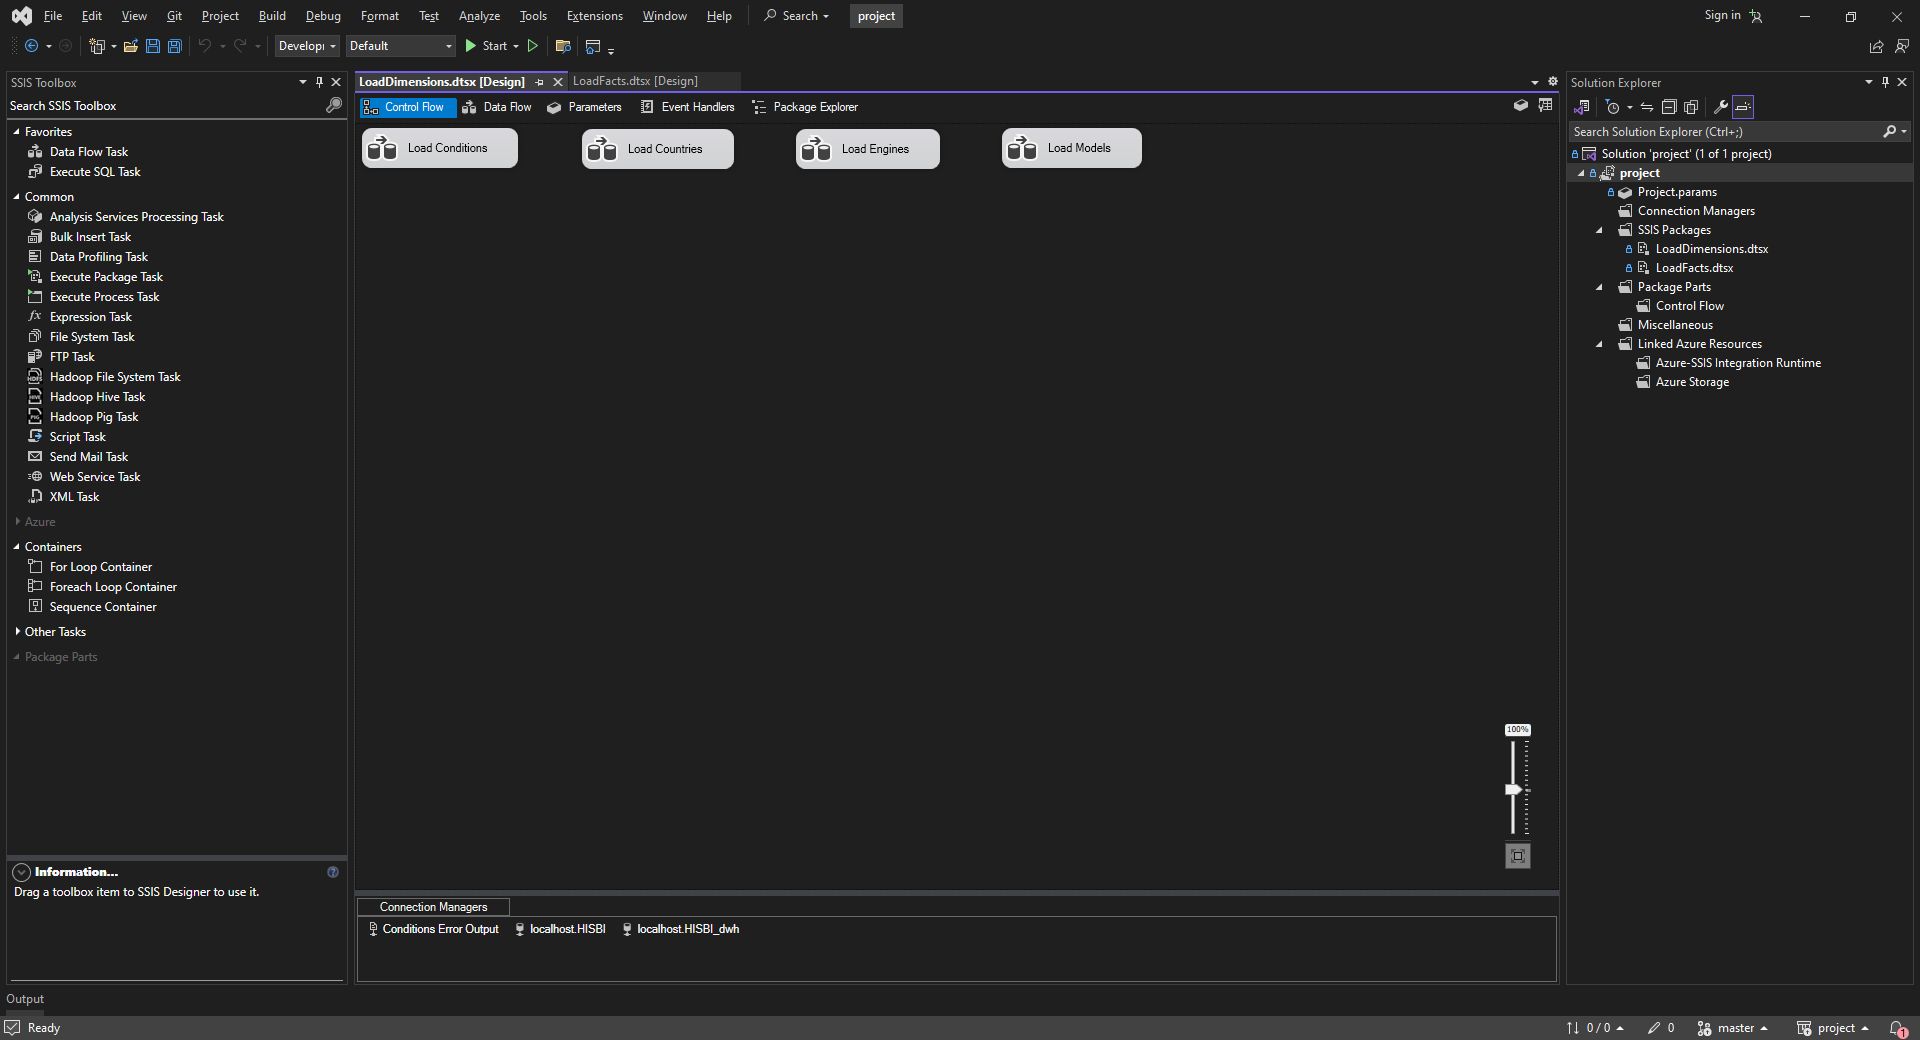 File Edit View Git Project Build Debug Format Test Analyze Tools Extensions Window Help Search project Sign in
Developi Default Start
SSIS Toolbox
Search SSIS Toolbox
Favorites
Data Flow Task
Execute SQL Task
Common
Analysis Services Processing Task
Bulk Insert Task
Data Profiling Task
Execute Package Task
Execute Process Task
Expression Task
File System Task
FTP Task
Hadoop File System Task
Hadoop Hive Task
Hadoop Pig Task
Script Task
Send Mail Task
Web Service Task
XML Task
Azure
Containers
For Loop Container
Foreach Loop Container
Sequence Container
Other Tasks
Package Parts
Information...
Drag a toolbox item to SSIS Designer to use it.
LoadDimensions.dtsx [Design] LoadFacts.dtsx [Design]
Control Flow Data Flow Parameters Event Handlers Package Explorer
Load Conditions Load Countries Load Engines Load Models
100%
Connection Managers
Conditions Error Output localhost.HISBI localhost.HISBI_dwh
Solution Explorer
Search Solution Explorer (Ctrl+;)
Solution 'project' (1 of 1 project)
project
Project.params
Connection Managers
SSIS Packages
LoadDimensions.dtsx
LoadFacts.dtsx
Package Parts
Control Flow
Miscellaneous
Linked Azure Resources
Azure-SSIS Integration Runtime
Azure Storage
Output
Ready 0 / 0 0 master project 1